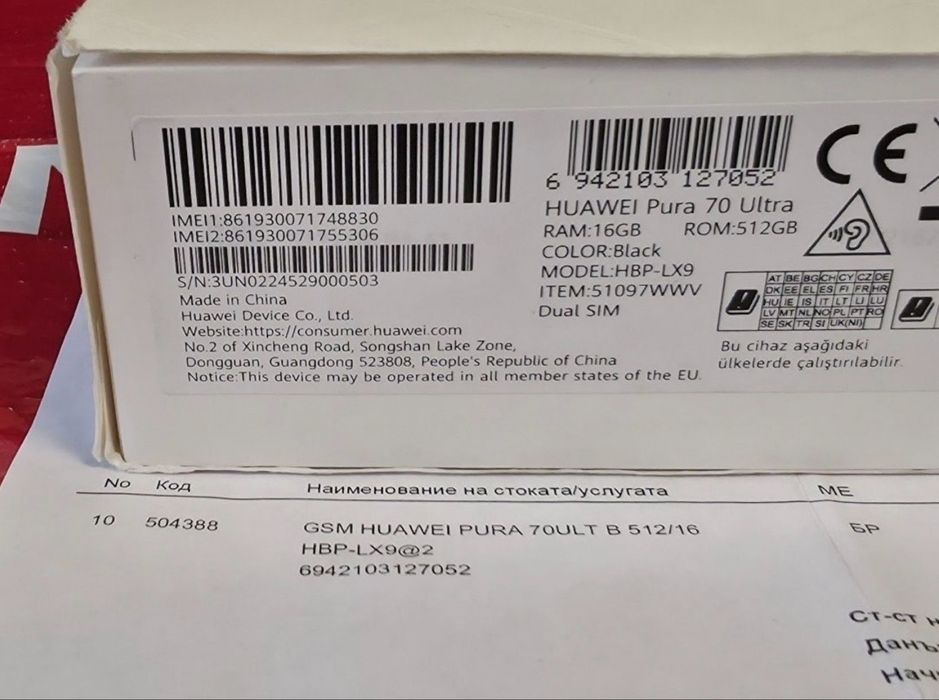 IMEI1:861930071748830
IMEI2:861930071755306
S/N:3UN0224529000503
Made in China
Huawei Device Co., Ltd.
Website:https://consumer.huawei.com
No.2 of Xincheng Road, Songshan Lake Zone,
Dongguan, Guangdong 523808, People's Republic of China
Notice:This device may be operated in all member states of the EU.
6 942103 127052
HUAWEI Pura 70 Ultra
RAM:16GB ROM:512GB
COLOR:Black
MODEL:HBP-LX9
ITEM:51097WWV
Dual SIM
CE
AT BE BG CH CY CZ DE
DK EE EL ES FI FR HR
HU IE IS IT LT LI LU
LV MT NL NO PL PT RO
SE SK TR SI UK(NI)
Bu cihaz aşağıdaki
ülkelerde çalıştırılabilir.
No Код Наименование на стоката/услугата МЕ
10 504388 GSM HUAWEI PURA 70ULT B 512/16 БР
HBP-LX9@2
6942103127052
Ст-ст